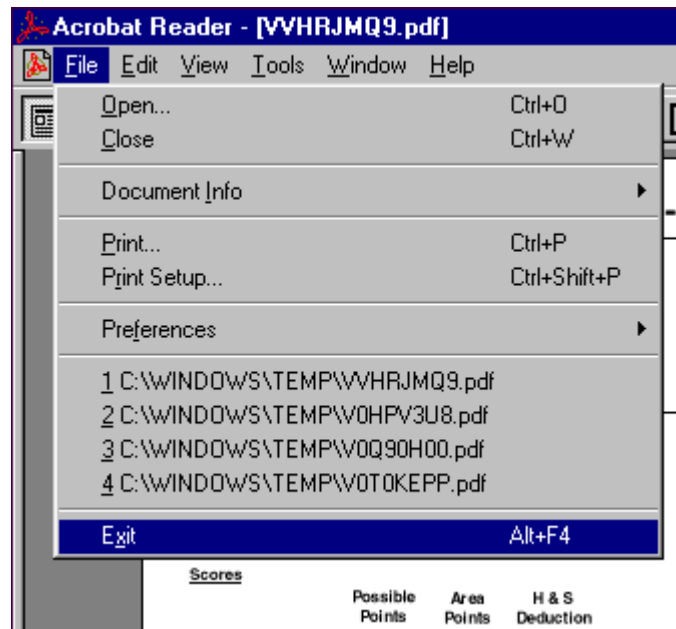 Acrobat Reader - [VVHRJMQ9.pdf]
File Edit View Tools Window Help
Open... Ctrl+O
Close Ctrl+W
Document Info
Print... Ctrl+P
Print Setup... Ctrl+Shift+P
Preferences
1 C:\WINDOWS\TEMP\VVHRJMQ9.pdf
2 C:\WINDOWS\TEMP\V0HPV3U8.pdf
3 C:\WINDOWS\TEMP\V0Q90H00.pdf
4 C:\WINDOWS\TEMP\V0T0KEPP.pdf
Exit Alt+F4
Scores
Possible Area H & S
Points Points Deduction